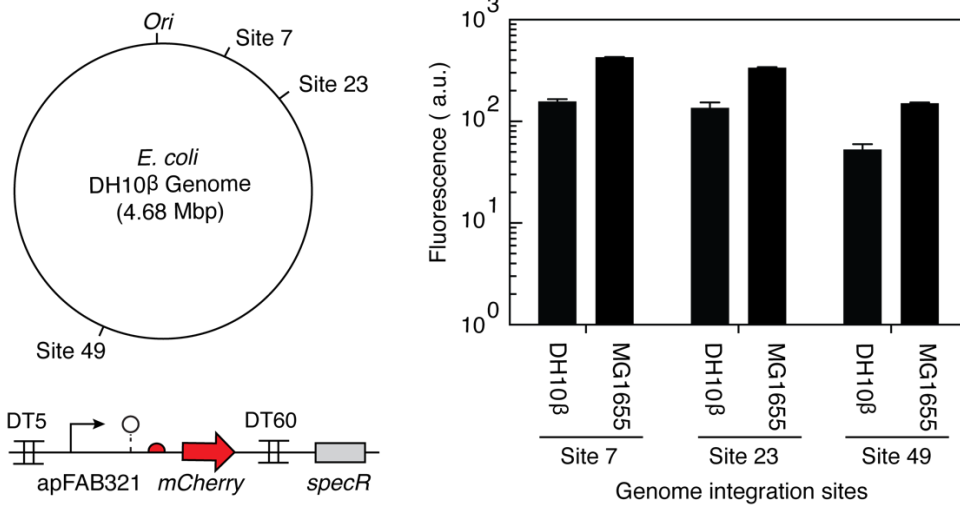 Ori
Site 7
Site 23
E. coli
DH10β Genome
(4.68 Mbp)
Site 49
DT5
DT60
apFAB321
mCherry
specR
Fluorescence ( a.u.)
10³
10²
10¹
10⁰
DH10β
MG1655
DH10β
MG1655
DH10β
MG1655
Site 7
Site 23
Site 49
Genome integration sites